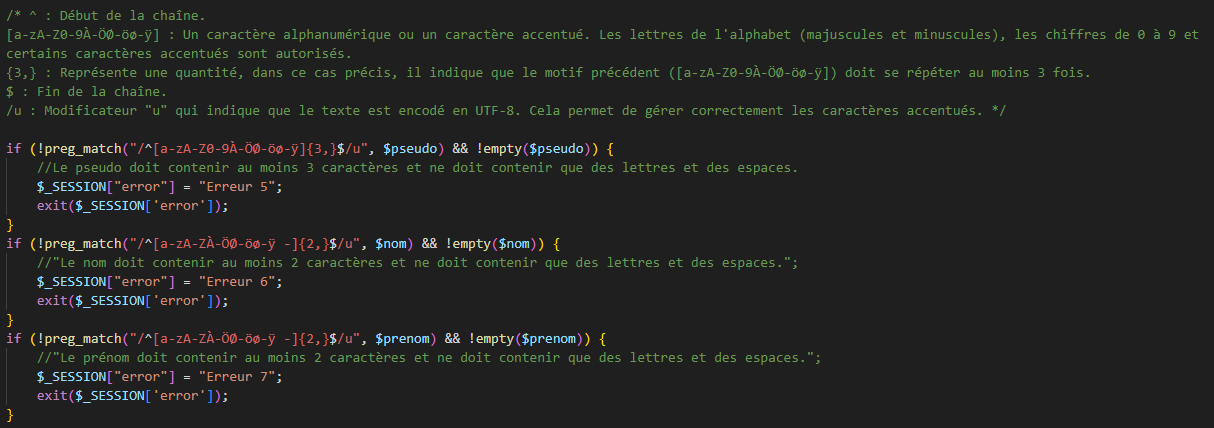 /* ^ : Début de la chaîne.
[a-zA-Z0-9À-ÖØ-öø-ÿ] : Un caractère alphanumérique ou un caractère accentué. Les lettres de l'alphabet (majuscules et minuscules), les chiffres de 0 à 9 et
certains caractères accentués sont autorisés.
{3,} : Représente une quantité, dans ce cas précis, il indique que le motif précédent ([a-zA-Z0-9À-ÖØ-öø-ÿ]) doit se répéter au moins 3 fois.
$ : Fin de la chaîne.
/u : Modificateur "u" qui indique que le texte est encodé en UTF-8. Cela permet de gérer correctement les caractères accentués. */

if (!preg_match("/^[a-zA-Z0-9À-ÖØ-öø-ÿ]{3,}$/u", $pseudo) && !empty($pseudo)) {
    //Le pseudo doit contenir au moins 3 caractères et ne doit contenir que des lettres et des espaces.
    $_SESSION["error"] = "Erreur 5";
    exit($_SESSION['error']);
}
if (!preg_match("/^[a-zA-ZÀ-ÖØ-öø-ÿ -]{2,}$/u", $nom) && !empty($nom)) {
    //"Le nom doit contenir au moins 2 caractères et ne doit contenir que des lettres et des espaces.";
    $_SESSION["error"] = "Erreur 6";
    exit($_SESSION['error']);
}
if (!preg_match("/^[a-zA-ZÀ-ÖØ-öø-ÿ -]{2,}$/u", $prenom) && !empty($prenom)) {
    //"Le prénom doit contenir au moins 2 caractères et ne doit contenir que des lettres et des espaces.";
    $_SESSION["error"] = "Erreur 7";
    exit($_SESSION['error']);
}